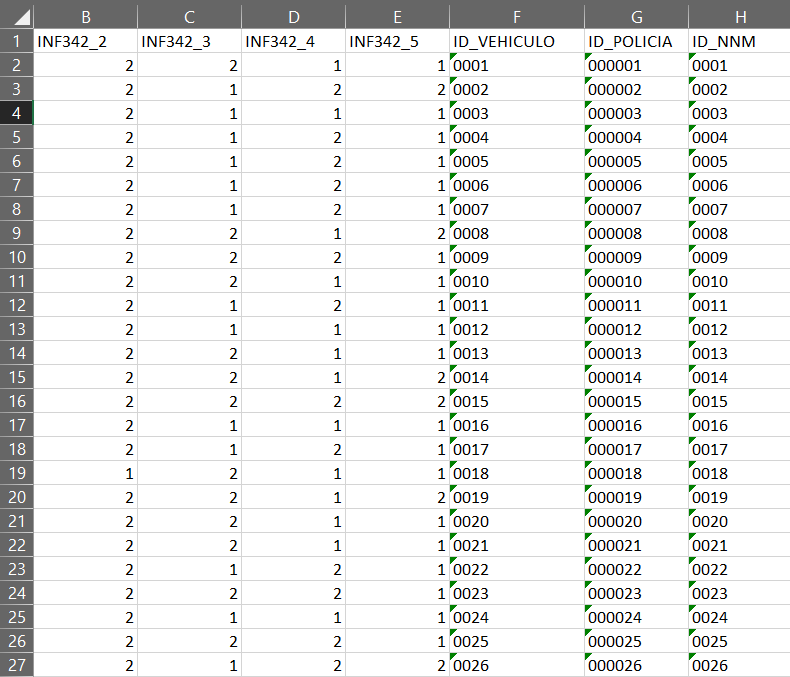 B C D E F G H
1 INF342_2 INF342_3 INF342_4 INF342_5 ID_VEHICULO ID_POLICIA ID_NNM
2 2 2 1 1 0001 000001 0001
3 2 1 2 2 0002 000002 0002
4 2 1 1 1 0003 000003 0003
5 2 1 2 1 0004 000004 0004
6 2 1 2 1 0005 000005 0005
7 2 1 2 1 0006 000006 0006
8 2 1 2 1 0007 000007 0007
9 2 2 1 2 0008 000008 0008
10 2 2 2 1 0009 000009 0009
11 2 2 1 1 0010 000010 0010
12 2 1 2 1 0011 000011 0011
13 2 1 1 1 0012 000012 0012
14 2 2 1 1 0013 000013 0013
15 2 2 1 2 0014 000014 0014
16 2 2 2 2 0015 000015 0015
17 2 1 1 1 0016 000016 0016
18 2 1 2 1 0017 000017 0017
19 1 2 1 1 0018 000018 0018
20 2 2 1 2 0019 000019 0019
21 2 2 1 1 0020 000020 0020
22 2 2 1 1 0021 000021 0021
23 2 1 2 1 0022 000022 0022
24 2 2 2 1 0023 000023 0023
25 2 1 1 1 0024 000024 0024
26 2 2 2 1 0025 000025 0025
27 2 1 2 2 0026 000026 0026